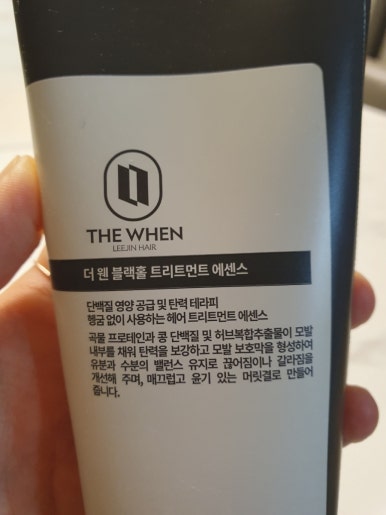 THE WHEN
LEEJIN HAIR
더 웬 블랙홀 트리트먼트 에센스
단백질 영양 공급 및 탄력 테라피
헹굼 없이 사용하는 헤어 트리트먼트 에센스
곡물 프로테인과 콩 단백질 및 허브복합추출물이 모발
내부를 채워 탄력을 보강하고 모발 보호막을 형성하여
유분과 수분의 밸런스 유지로 끊어짐이나 갈라짐을
개선해 주며, 매끄럽고 윤기 있는 머릿결로 만들어
줍니다.